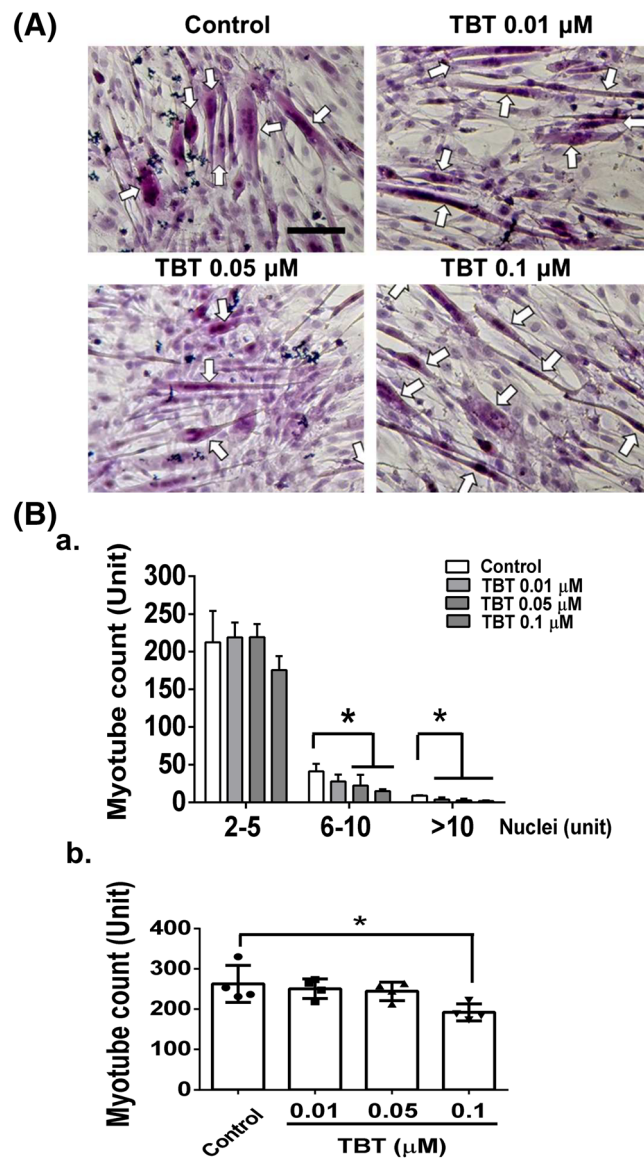 (A)
Control
TBT 0.01 µM
TBT 0.05 µM
TBT 0.1 µM
(B)
a.
Myotube count (Unit)
300
250
200
150
100
50
0
Control
TBT 0.01 µM
TBT 0.05 µM
TBT 0.1 µM
*
*
2-5
6-10
>10
Nuclei (unit)
b.
Myotube count (Unit)
400
300
200
100
0
*
Control
0.01
0.05
0.1
TBT (µM)